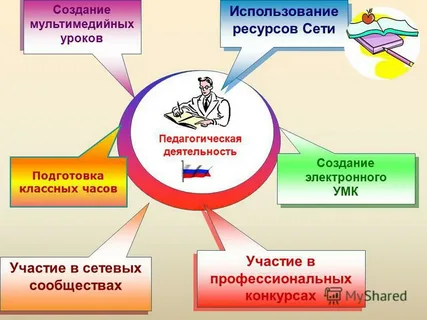 Создание
мультимедийных
уроков
Использование
ресурсов Сети
Педагогическая
деятельность
Подготовка
классных часов
Создание
электронного
УМК
Участие в сетевых
сообществах
Участие в
профессиональных
конкурсах
MyShared